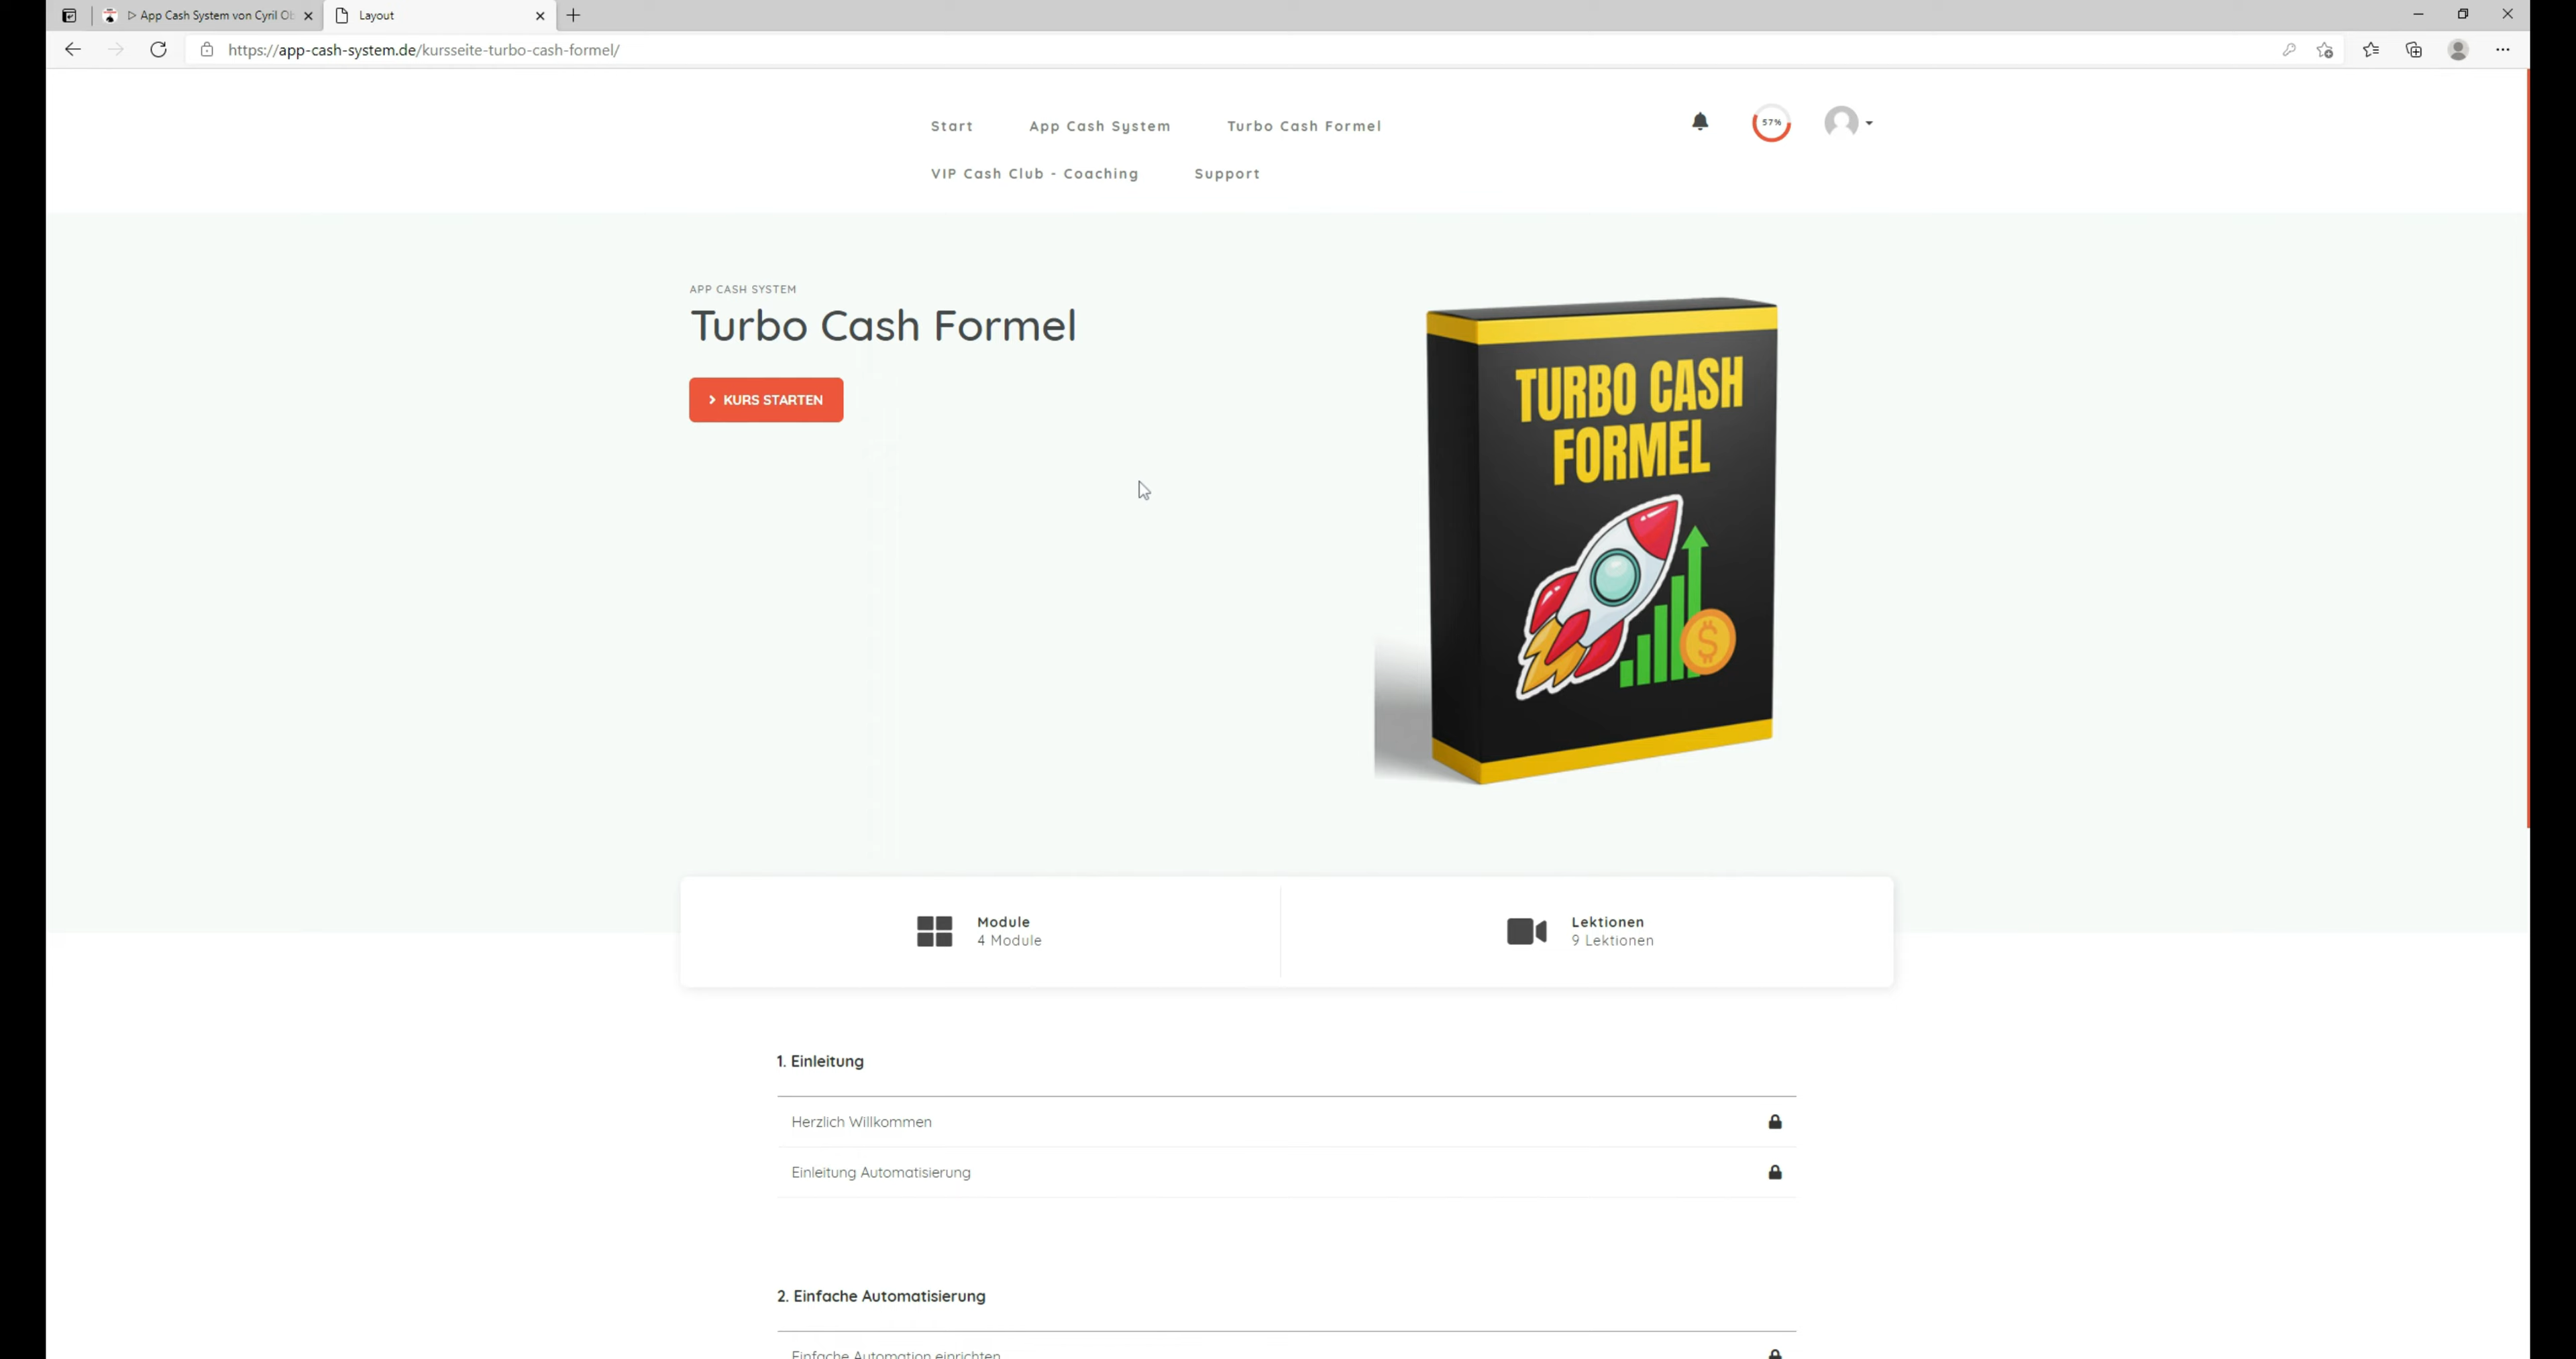 ▷ App Cash System von Cyril Ob
Layout
https://app-cash-system.de/kursseite-turbo-cash-formel/
Start App Cash System Turbo Cash Formel
57%
VIP Cash Club - Coaching Support
APP CASH SYSTEM
Turbo Cash Formel
KURS STARTEN
TURBO CASH
FORMEL
$
Module
4 Module
Lektionen
9 Lektionen
1. Einleitung
Herzlich Willkommen
Einleitung Automatisierung
2. Einfache Automatisierung
Einfache Automation einrichten